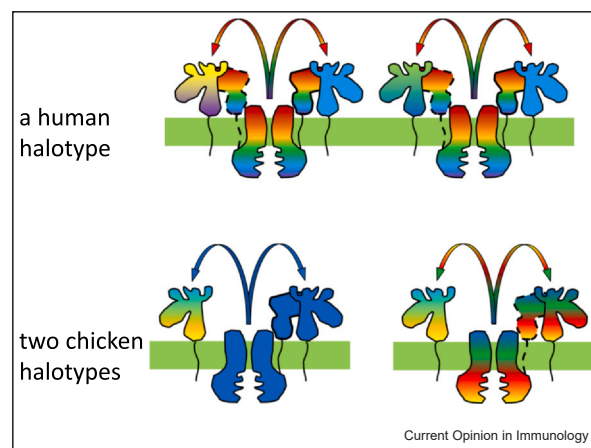 a human
halotype
two chicken
halotypes
Current Opinion in Immunology